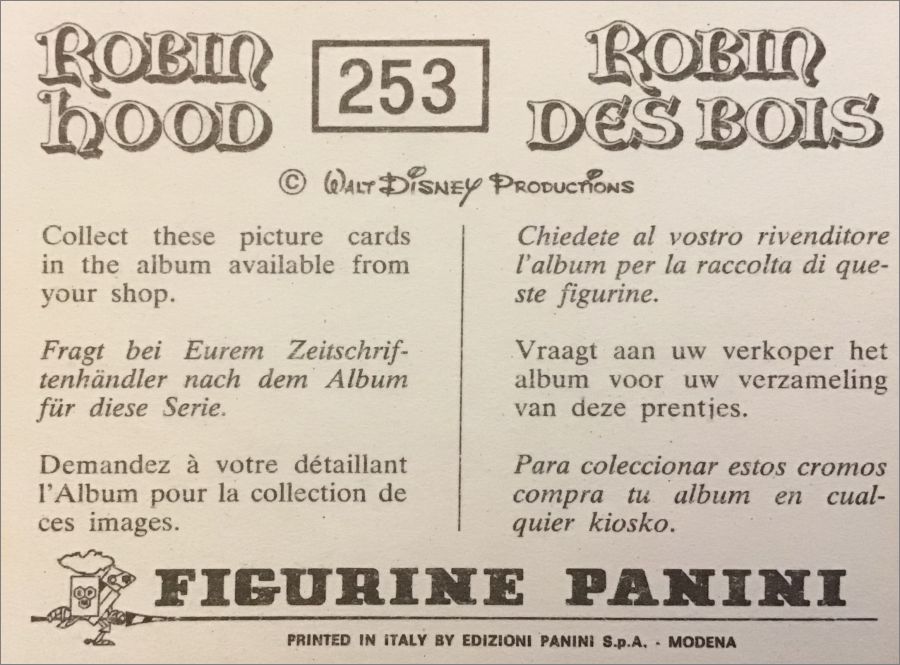 ROBIN
HOOD
253
ROBIN
DES BOIS
© WALT DISNEY PRODUCTIONS
Collect these picture cards
in the album available from
your shop.
Fragt bei Eurem Zeitschrif-
tenhändler nach dem Album
für diese Serie.
Demandez à votre détaillant
l'Album pour la collection de
ces images.
Chiedete al vostro rivenditore
l'album per la raccolta di que-
ste figurine.
Vraagt aan uw verkoper het
album voor uw verzameling
van deze prentjes.
Para coleccionar estos cromos
compra tu album en cual-
quier kiosko.
FIGURINE PANINI
PRINTED IN ITALY BY EDIZIONI PANINI S.p.A. - MODENA